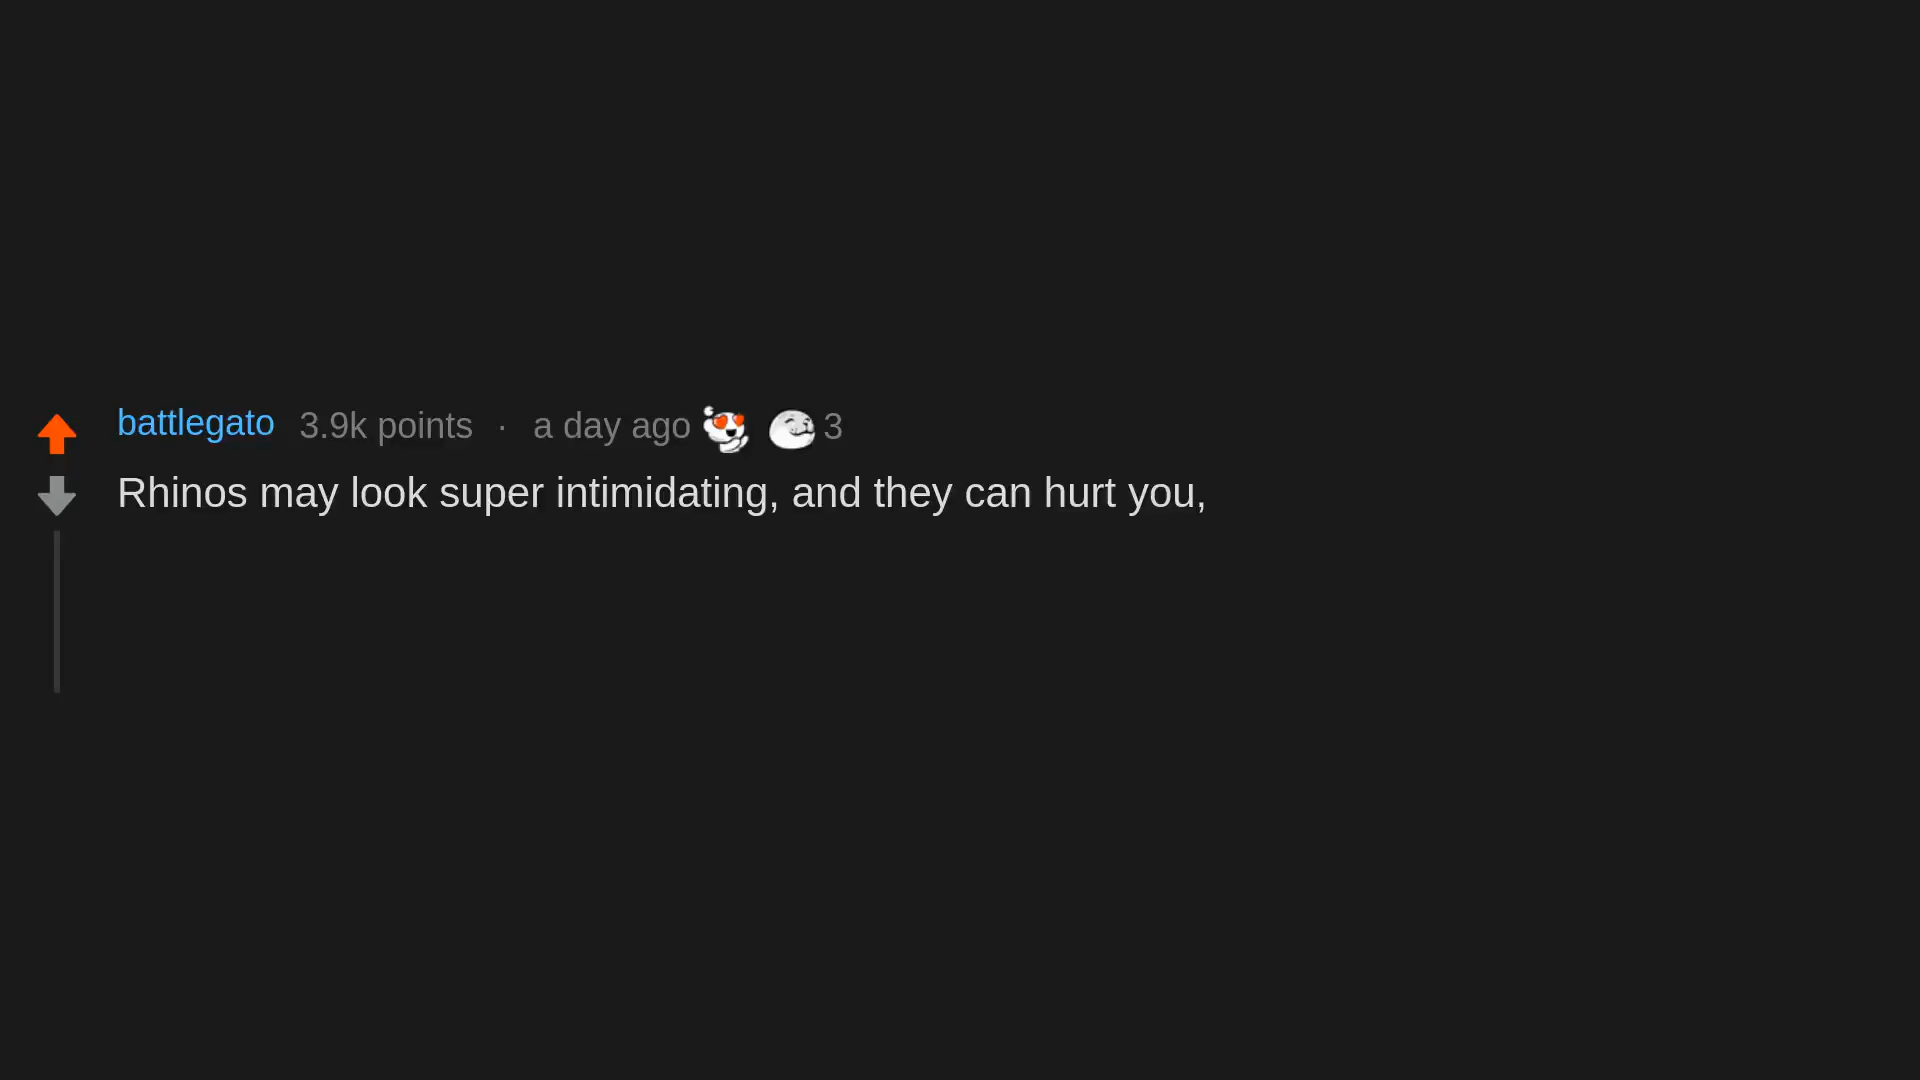 battlegato 3.9k points · a day ago 3
Rhinos may look super intimidating, and they can hurt you,